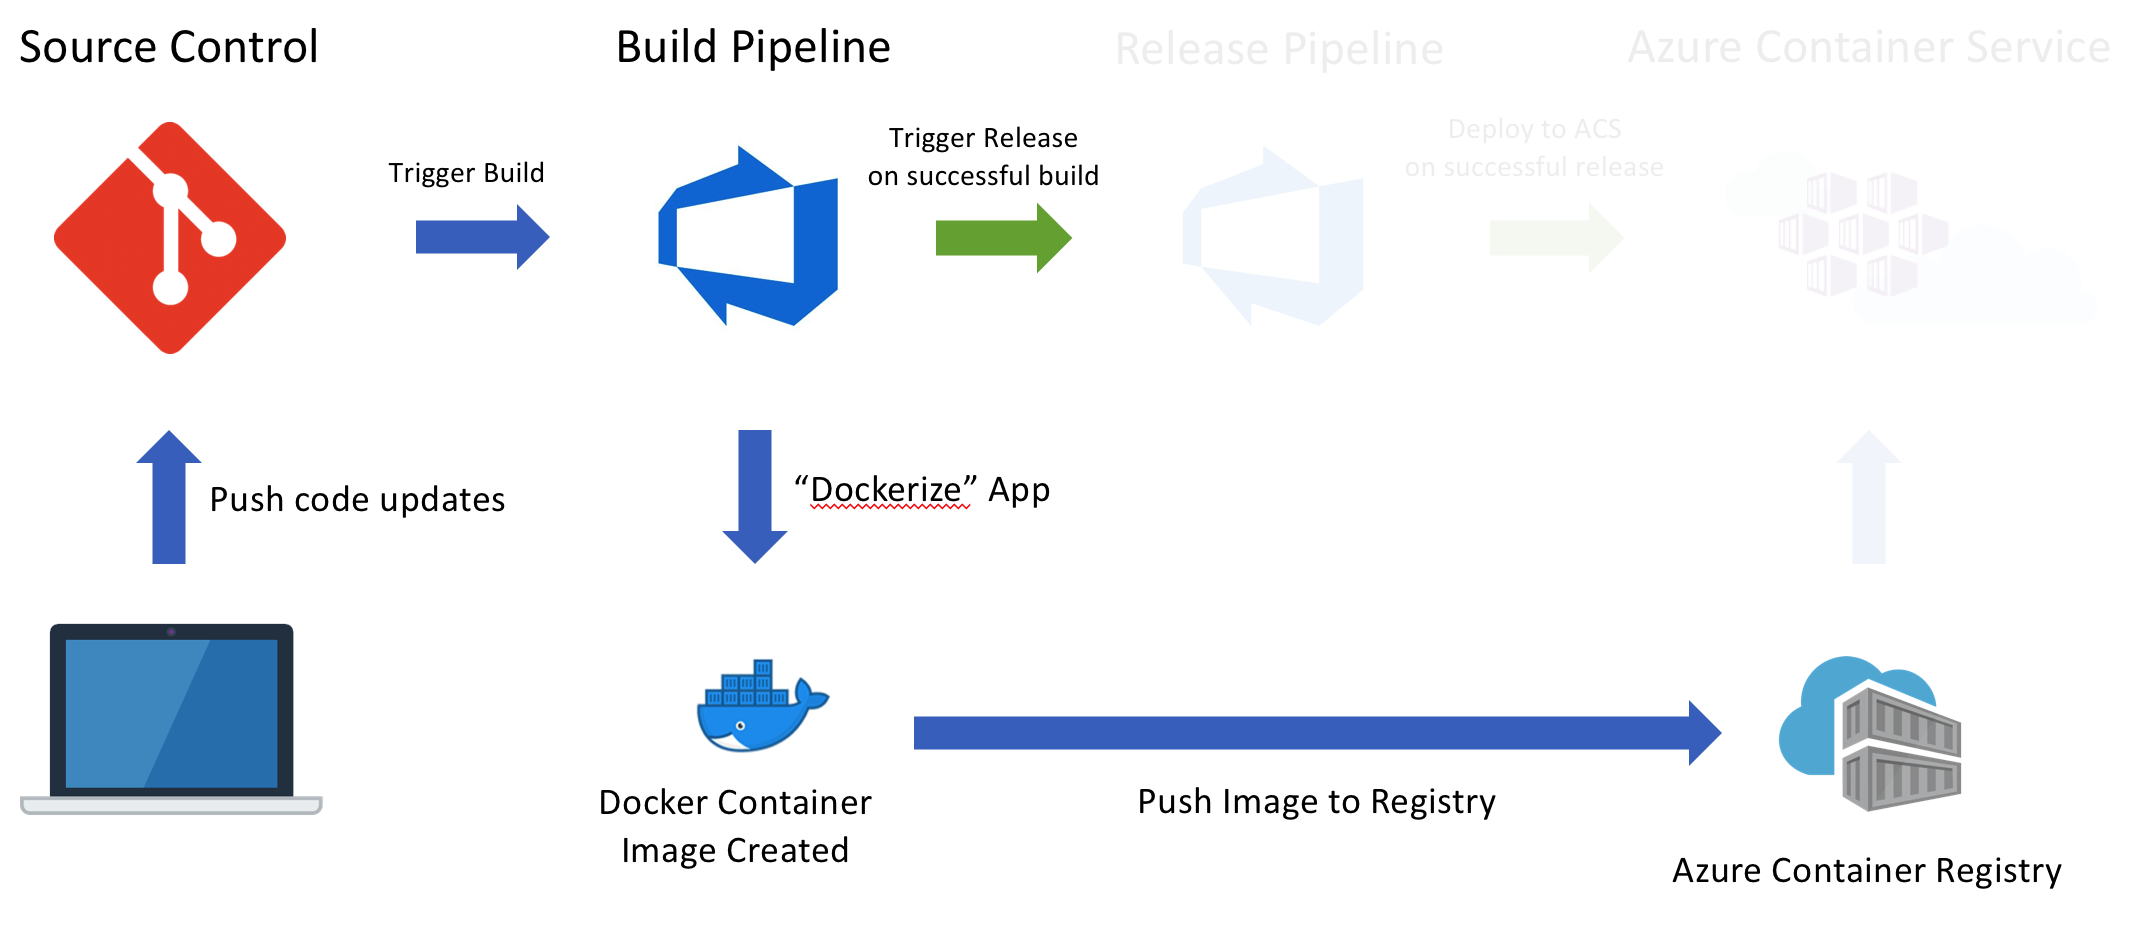 Source Control
Build Pipeline
Release Pipeline
Azure Container Service
Trigger Build
Trigger Release
on successful build
Deploy to ACS
on successful release
Push code updates
“Dockerize” App
Docker Container
Image Created
Push Image to Registry
Azure Container Registry